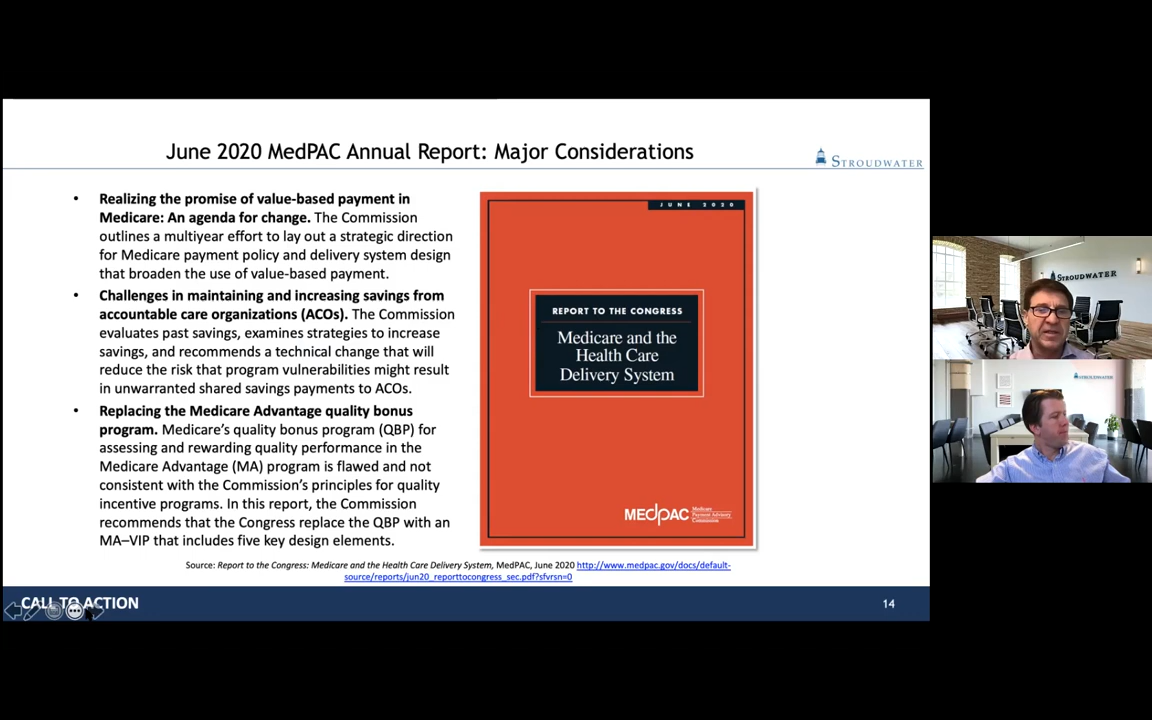 June 2020 MedPAC Annual Report: Major Considerations
STROUDWATER
• Realizing the promise of value-based payment in
Medicare: An agenda for change. The Commission
outlines a multiyear effort to lay out a strategic direction
for Medicare payment policy and delivery system design
that broaden the use of value-based payment.
• Challenges in maintaining and increasing savings from
accountable care organizations (ACOs). The Commission
evaluates past savings, examines strategies to increase
savings, and recommends a technical change that will
reduce the risk that program vulnerabilities might result
in unwarranted shared savings payments to ACOs.
• Replacing the Medicare Advantage quality bonus
program. Medicare's quality bonus program (QBP) for
assessing and rewarding quality performance in the
Medicare Advantage (MA) program is flawed and not
consistent with the Commission's principles for quality
incentive programs. In this report, the Commission
recommends that the Congress replace the QBP with an
MA–VIP that includes five key design elements.
JUNE 2020
REPORT TO THE CONGRESS
Medicare and the
Health Care
Delivery System
MEDPAC
Medicare
Payment Advisory
Commission
Source: Report to the Congress: Medicare and the Health Care Delivery System, MedPAC, June 2020 http://www.medpac.gov/docs/default-
source/reports/jun20_reporttocongress_sec.pdf?sfvrsn=0
CALL TO ACTION
14
STROUDWATER
STROUDWATER